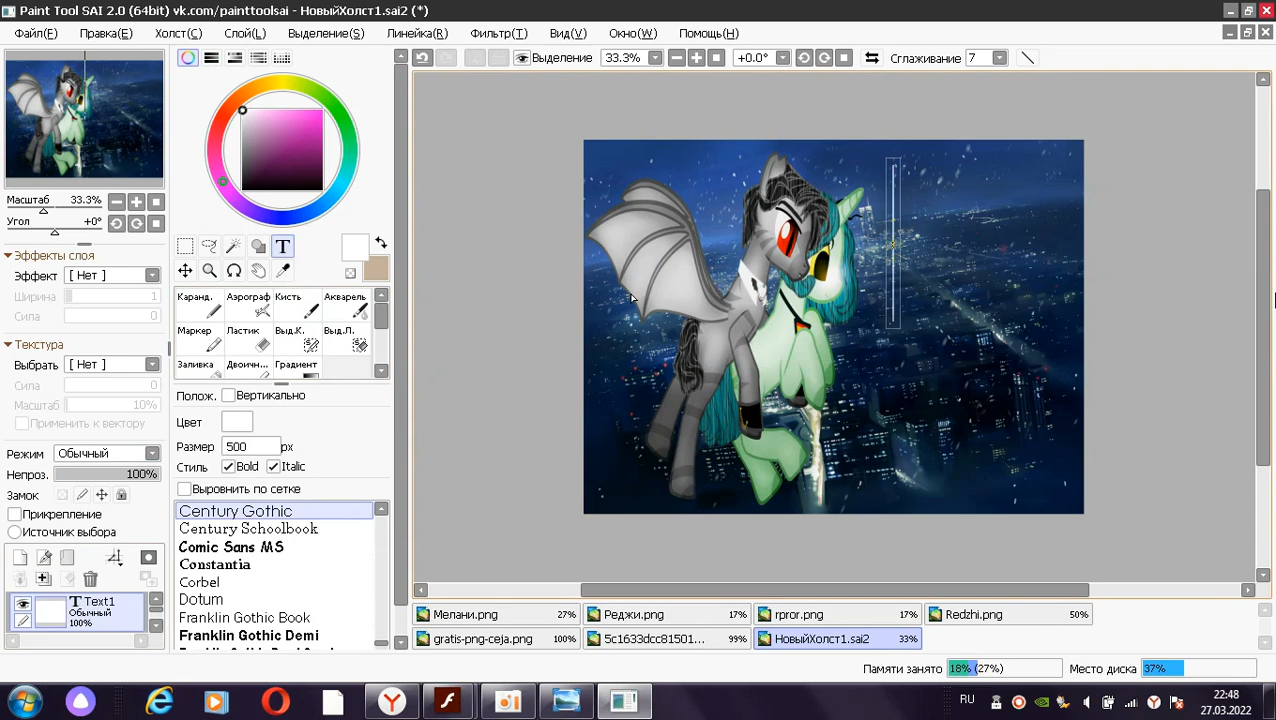 Paint Tool SAI 2.0 (64bit) vk.com/painttoolsai - НовыйХолст1.sai2 (*)
Файл(F) Правка(E) Холст(C) Слой(L) Выделение(S) Линейка(R) Фильтр(T) Вид(V) Окно(W) Помощь(H)
Выделение 33.3% +0.0° Сглаживание 7
Масштаб 33.3%
Угол +0°
Эффекты слоя
Эффект [ Нет ]
Ширина 1
Сила 0
Текстура
Выбрать [ Нет ]
Сила 0
Масштаб 10%
Применить к вектору
Режим Обычный
Непроз. 100%
Замок
Прикрепление
Источник выбора
T Text1
Обычный
100%
T
Каранд. Аэрограф Кисть Акварель
Маркер Ластик Выд.К. Выд.Л.
Заливка Двоичн... Градиент
Полож. Вертикально
Цвет
Размер 500 px
Стиль Bold Italic
Выровнять по сетке
Century Gothic
Century Schoolbook
Comic Sans MS
Constantia
Corbel
Dotum
Franklin Gothic Book
Franklin Gothic Demi
Мелани.png 27% Реджи.png 17% rpror.png 17% Redzhi.png 50%
gratis-png-ceja.png 100% 5c1633dcc81501... 99% НовыйХолст1.sai2 33%
Памяти занято 18% (27%) Место диска 37%
RU 22:48
27.03.2022